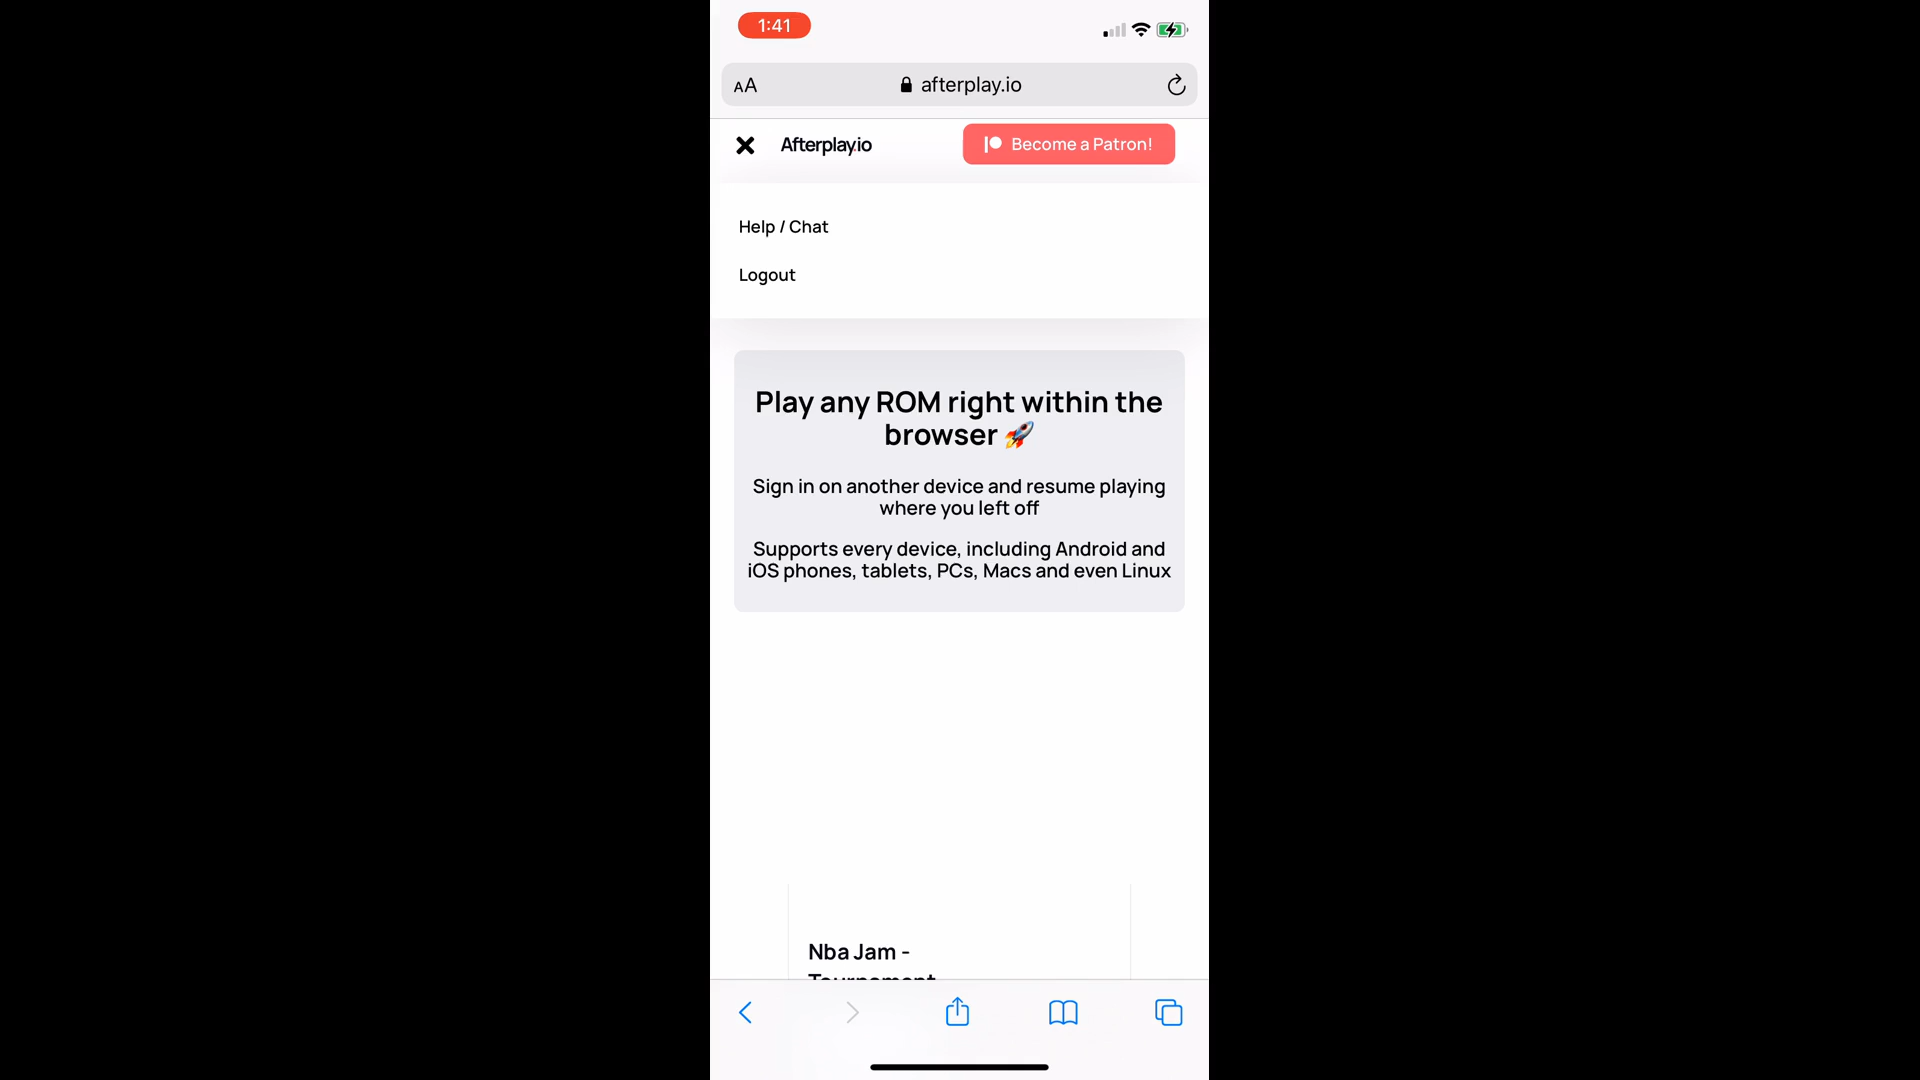 1:41
AA
afterplay.io
Afterplay.io
Become a Patron!
Help / Chat
Logout
Play any ROM right within the
browser 🚀
Sign in on another device and resume playing
where you left off
Supports every device, including Android and
iOS phones, tablets, PCs, Macs and even Linux
Nba Jam -
Tournament